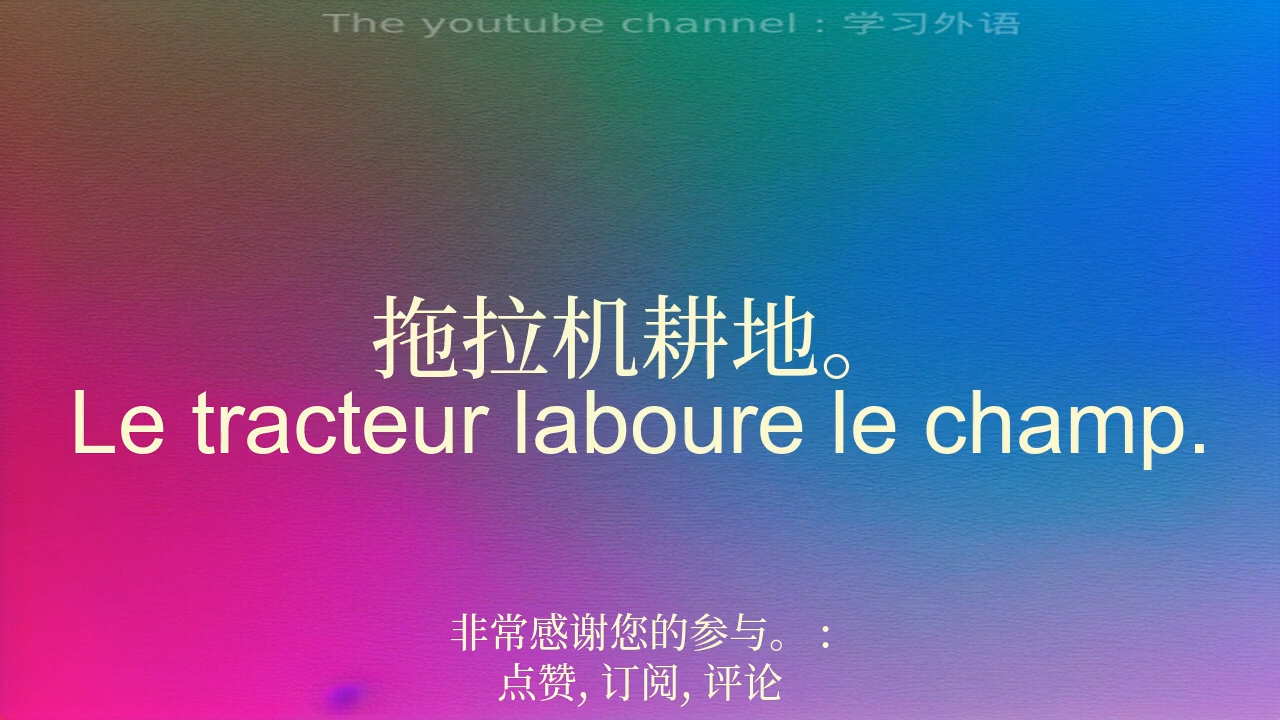 The youtube channel : 学习外语
拖拉机耕地。
Le tracteur laboure le champ.
非常感谢您的参与。 :
点赞, 订阅, 评论